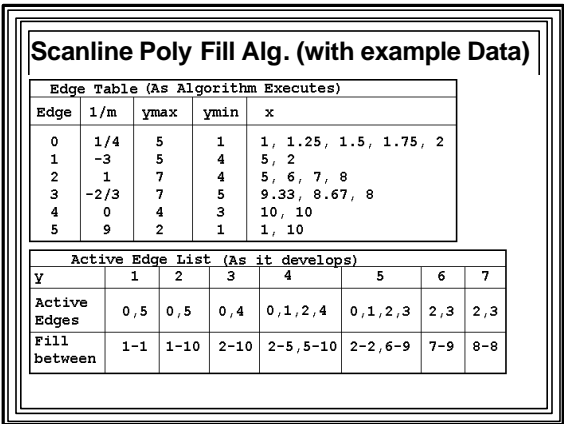 Scanline Poly Fill Alg. (with example Data)
Edge Table (As Algorithm Executes)
Edge 1/m ymax ymin x
0 1/4 5 1 1, 1.25, 1.5, 1.75, 2
1 -3 5 4 5, 2
2 1 7 4 5, 6, 7, 8
3 -2/3 7 5 9.33, 8.67, 8
4 0 4 3 10, 10
5 9 2 1 1, 10
Active Edge List (As it develops)
Y 1 2 3 4 5 6 7
Active Edges 0,5 0,5 0,4 0,1,2,4 0,1,2,3 2,3 2,3
Fill between 1-1 1-10 2-10 2-5,5-10 2-2,6-9 7-9 8-8